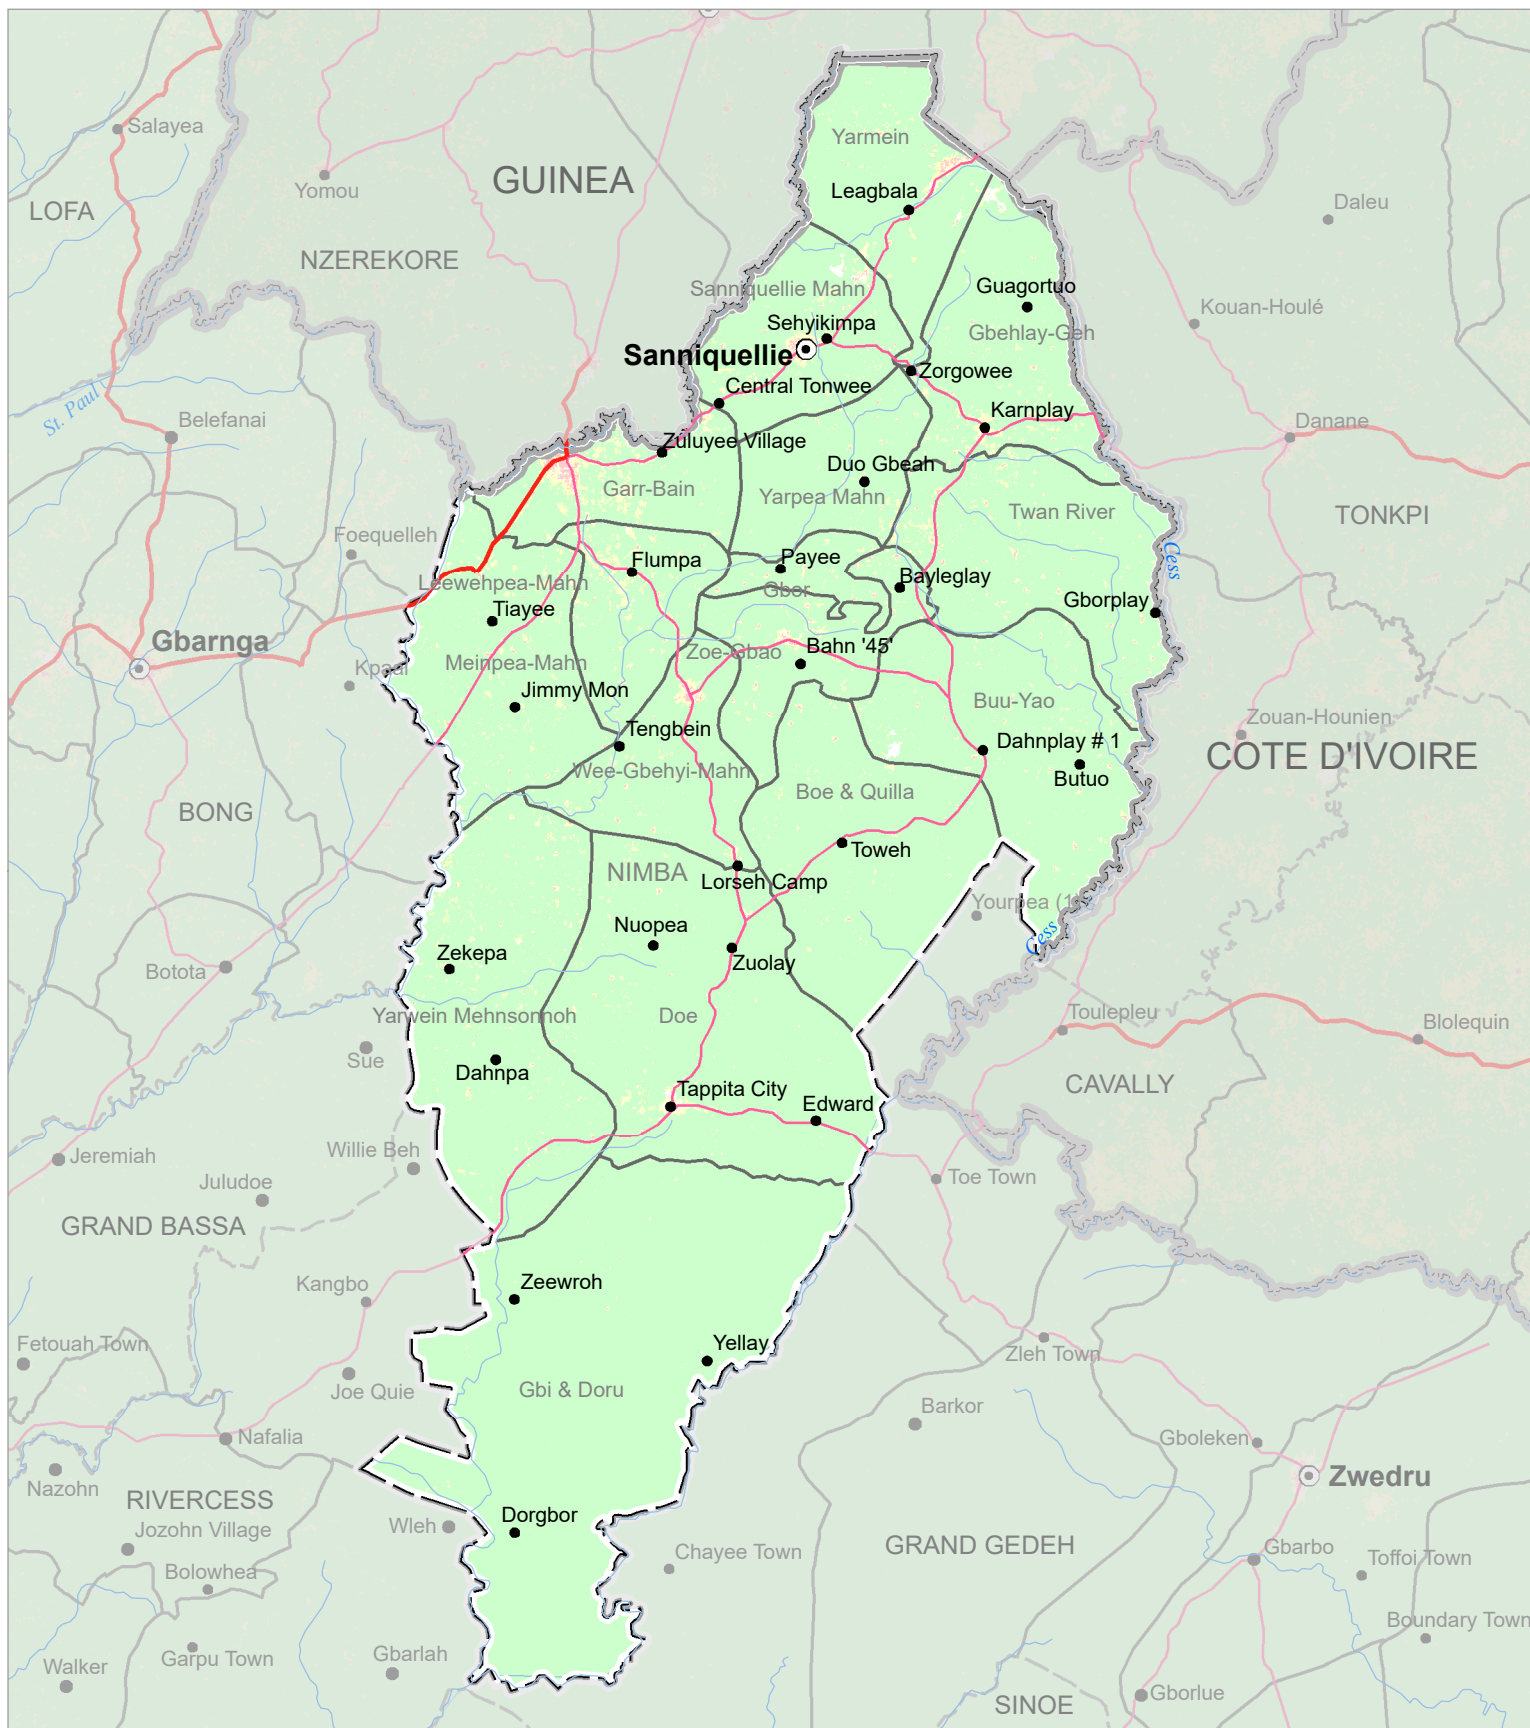 Salayea
Yarmein
GUINEA
Yomou
Leagbala
LOFA
Daleu
NZEREKORE
Guagortuo
Sanniquellie Mahn
Kouan-Houlé
Sehyikimpa
Gbehlay-Geh
Sanniquellie
Zorgowee
Central Tonwee
St. Paul
Karnplay
Belefanai
Danane
Zuluyee Village
Duo Gbeah
Garr-Bain
Yarpea Mahn
Twan River
TONKPI
Foequelleh
Flumpa
Payee
Cess
Leewehpea-Mahn
Gbor
Bayleglay
Tiayee
Gborplay
Gbarnga
Bahn '45'
Zoe-Gbao
Meinpea-Mahn
Kpaai
Jimmy Mon
Buu-Yao
Zouan-Hounien
Tengbein
Dahnplay # 1
COTE D'IVOIRE
Wee-Gbehyi-Mahn
Butuo
Boe & Quilla
BONG
Toweh
NIMBA
Lorseh Camp
Yourpea (1)
Nuopea
Cess
Zekepa
Zuolay
Botota
Yarwein Mehnsonnoh
Doe
Toulepleu
Blolequin
Sue
Dahnpa
Tappita City
CAVALLY
Edward
Willie Beh
Jeremiah
Juludoe
Toe Town
GRAND BASSA
Kangbo
Zeewroh
Fetouah Town
Yellay
Zleh Town
Joe Quie
Gbi & Doru
Barkor
Nafalia
Gboleken
Zwedru
Nazohn
RIVERCESS
Dorgbor
Jozohn Village
Wleh
GRAND GEDEH
Chayee Town
Gbarbo
Toffoi Town
Bolowhea
Boundary Town
Garpu Town
Gbarlah
Walker
Gborlue
SINOE